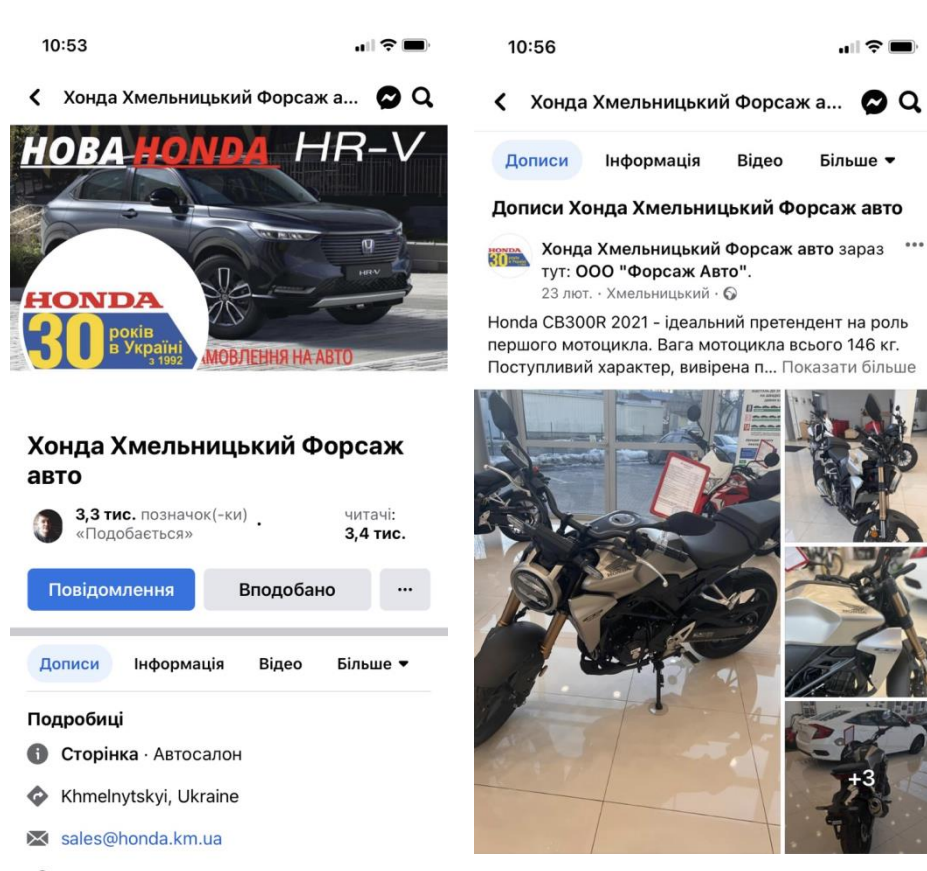 10:53
Хонда Хмельницький Форсаж а...
НОВА HONDA HR-V
HR-V
HONDA
30 років
в Україні
з 1992
АМОВЛЕННЯ НА АВТО
Хонда Хмельницький Форсаж
авто
3,3 тис. позначок(-ки)
«Подобається»
·
читачі:
3,4 тис.
Повідомлення
Вподобано
...
Дописи Інформація Відео Більше
Подробиці
Сторінка · Автосалон
Khmelnytskyi, Ukraine
sales@honda.km.ua
10:56
Хонда Хмельницький Форсаж а...
Дописи Інформація Відео Більше
Дописи Хонда Хмельницький Форсаж авто
HONDA
30
Хонда Хмельницький Форсаж авто зараз
тут: ООО "Форсаж Авто".
23 лют. · Хмельницький ·
Honda CB300R 2021 - ідеальний претендент на роль
першого мотоцикла. Вага мотоцикла всього 146 кг.
Поступливий характер, вивірена п... Показати більше
+3